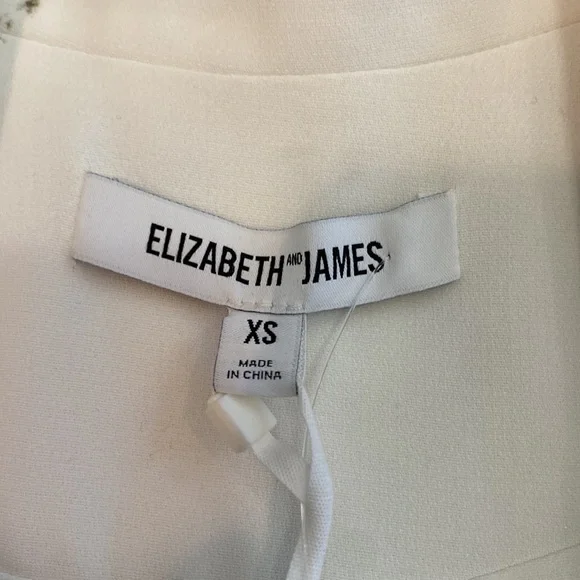 ELIZABETH AND JAMES
XS
MADE
IN CHINA